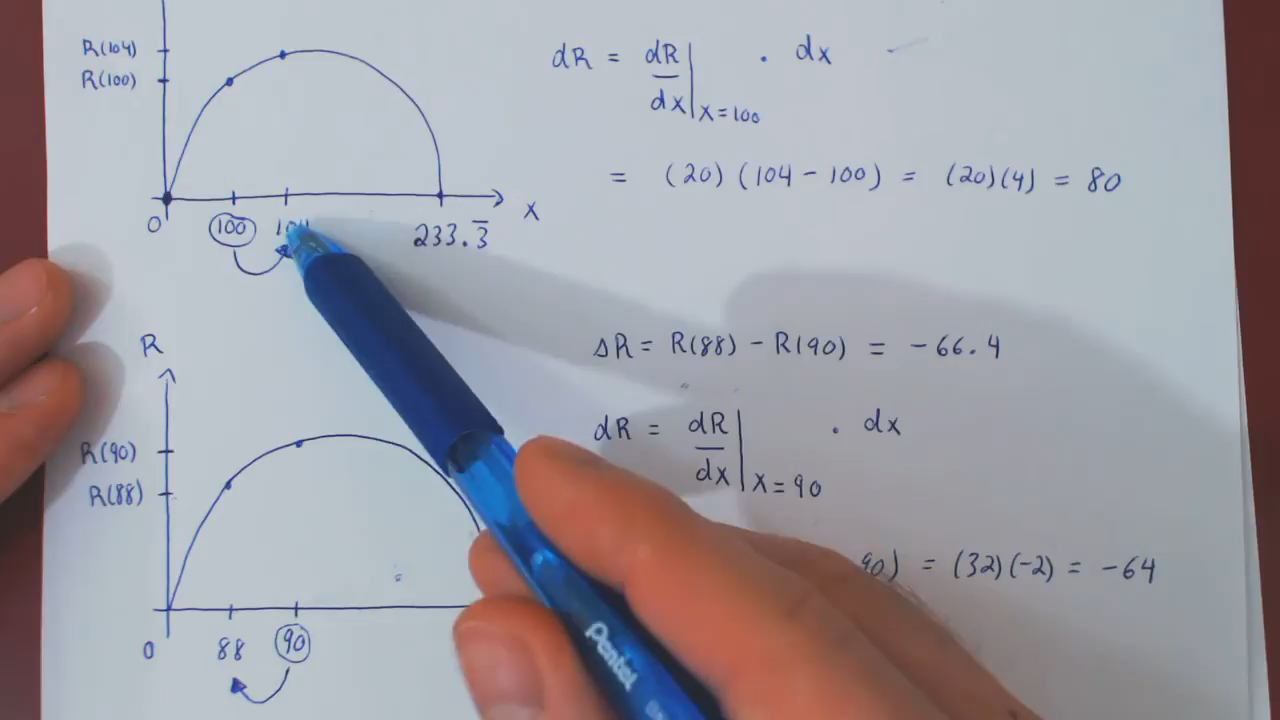 R(104)
R(100)
0 100 104 233.3̅ x
dR = dR/dx |x=100 · dx
= (20)(104 - 100) = (20)(4) = 80
R
R(90)
R(88)
0 88 90
ΔR = R(88) - R(90) = -66.4
dR = dR/dx |x=90 · dx
90) = (32)(-2) = -64
Pentel